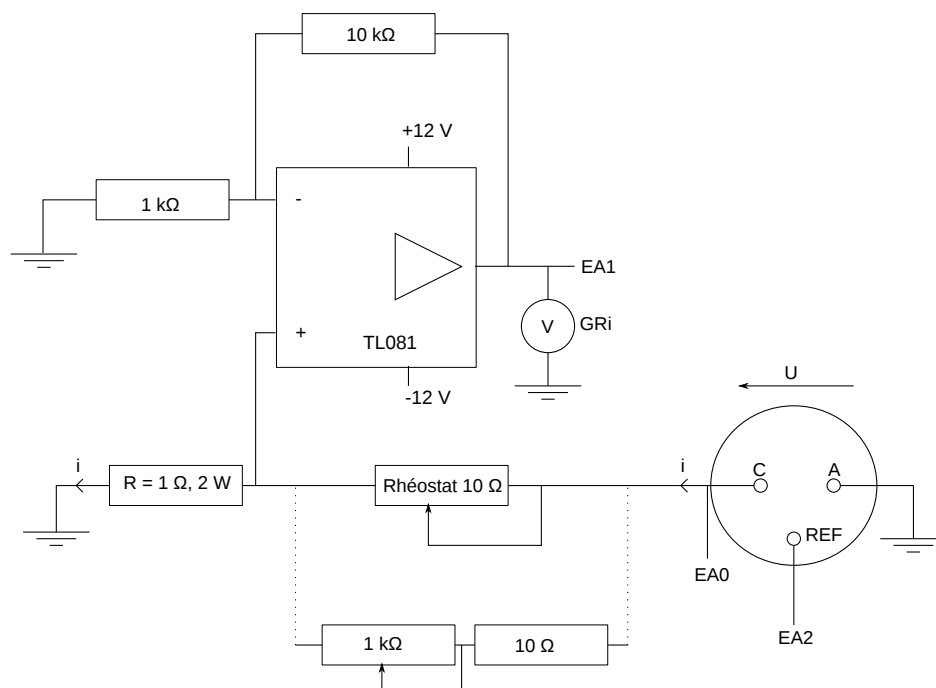 10 kΩ
+12 V
1 kΩ
-
EA1
V
GRi
+
TL081
-12 V
U
i
R = 1 Ω, 2 W
Rhéostat 10 Ω
i
C
A
REF
EA0
EA2
1 kΩ
10 Ω